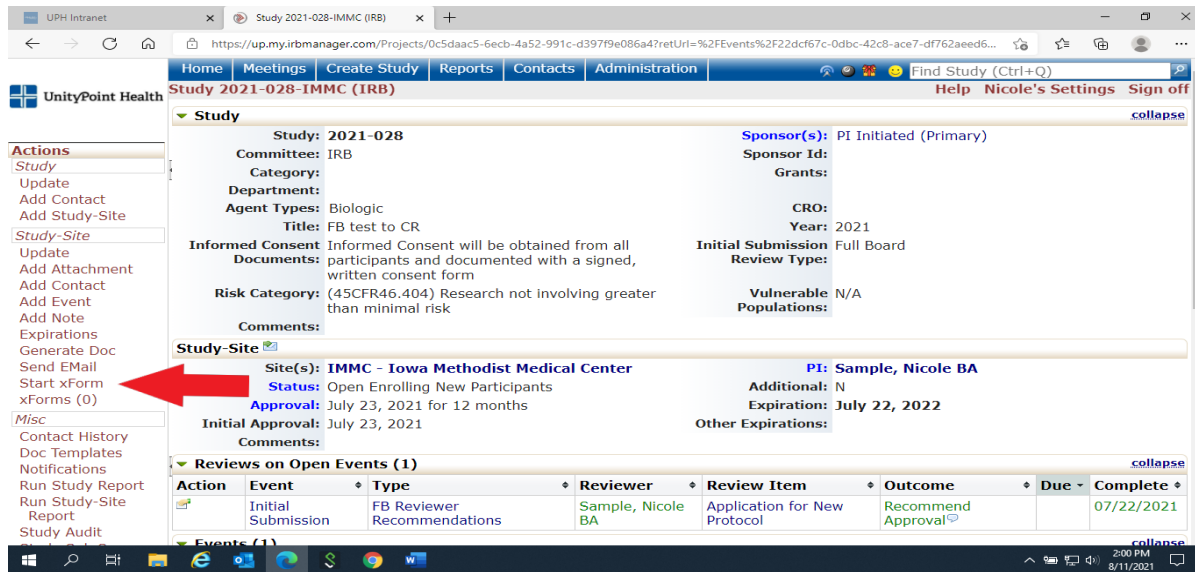 UPH Intranet
Study 2021-028-IMMC (IRB)
https://up.my.irbmanager.com/Projects/0c5daac5-6ecb-4a52-991c-d397f9e086a4?retUrl=%2FEvents%2F22dcf67c-0dbc-42c8-ace7-df762aeed6...
Home Meetings Create Study Reports Contacts Administration Find Study (Ctrl+Q)
UnityPoint Health
Study 2021-028-IMMC (IRB) Help Nicole's Settings Sign off
Actions
Study
Update
Add Contact
Add Study-Site
Study-Site
Update
Add Attachment
Add Contact
Add Event
Add Note
Expirations
Generate Doc
Send EMail
Start xForm
xForms (0)
Misc
Contact History
Doc Templates
Notifications
Run Study Report
Run Study-Site
Report
Study Audit
Study collapse
Study: 2021-028 Sponsor(s): PI Initiated (Primary)
Committee: IRB Sponsor Id:
Category: Grants:
Department:
Agent Types: Biologic CRO:
Title: FB test to CR Year: 2021
Informed Consent Informed Consent will be obtained from all Initial Submission Full Board
Documents: participants and documented with a signed, Review Type:
written consent form
Risk Category: (45CFR46.404) Research not involving greater Vulnerable N/A
than minimal risk Populations:
Comments:
Study-Site
Site(s): IMMC - Iowa Methodist Medical Center PI: Sample, Nicole BA
Status: Open Enrolling New Participants Additional: N
Approval: July 23, 2021 for 12 months Expiration: July 22, 2022
Initial Approval: July 23, 2021 Other Expirations:
Comments:
Reviews on Open Events (1) collapse
Action Event Type Reviewer Review Item Outcome Due Complete
Initial FB Reviewer Sample, Nicole Application for New Recommend 07/22/2021
Submission Recommendations BA Protocol Approval
Events (1) collapse
2:00 PM
8/11/2021